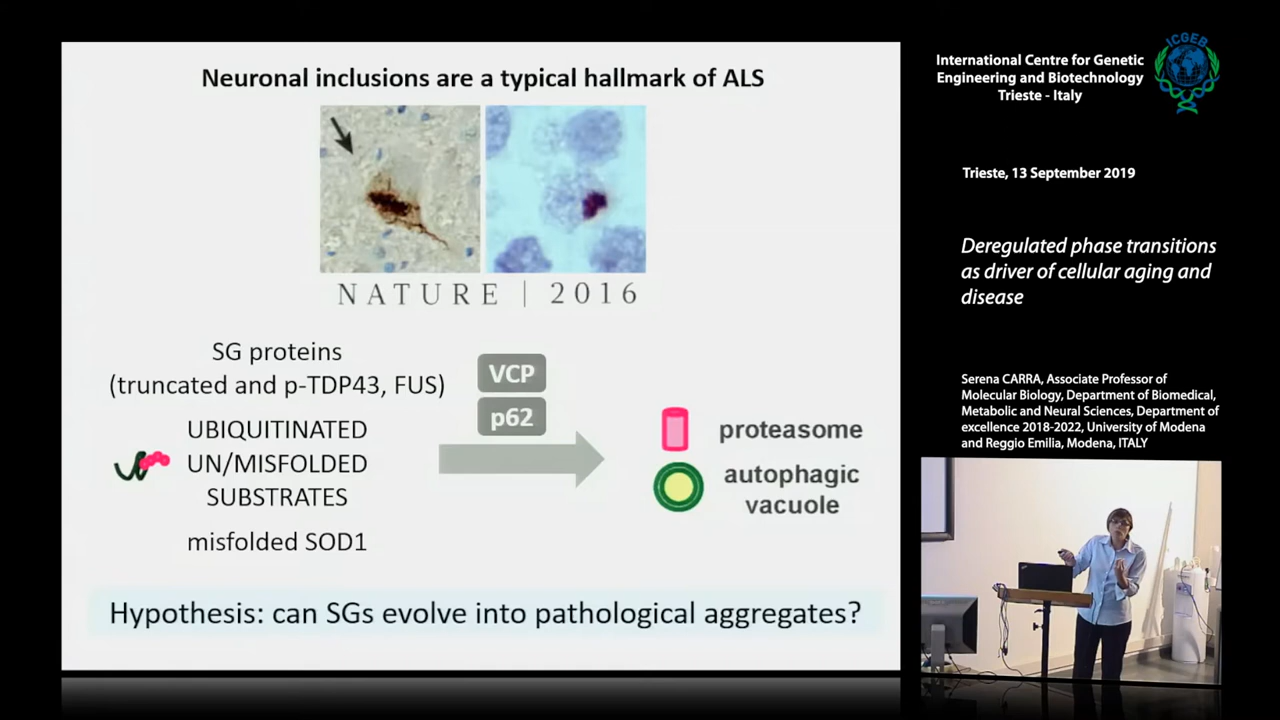 Neuronal inclusions are a typical hallmark of ALS
NATURE | 2016
SG proteins
(truncated and p-TDP43, FUS)
UBIQUITINATED
UN/MISFOLDED
SUBSTRATES
misfolded SOD1
VCP
p62
proteasome
autophagic
vacuole
Hypothesis: can SGs evolve into pathological aggregates?
ICGEB
International Centre for Genetic
Engineering and Biotechnology
Trieste - Italy
Trieste, 13 September 2019
Deregulated phase transitions
as driver of cellular aging and
disease
Serena CARRA, Associate Professor of
Molecular Biology, Department of Biomedical,
Metabolic and Neural Sciences, Department of
excellence 2018-2022, University of Modena
and Reggio Emilia, Modena, ITALY